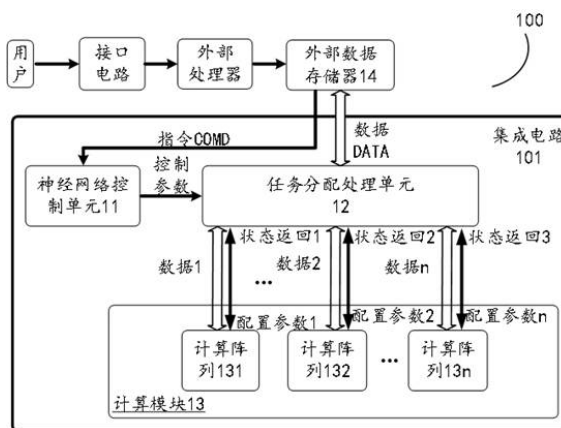 100
用
户
接口
电路
外部
处理器
外部数据
存储器14
指令COMD
数据
DATA
集成电路
101
控制
参数
神经网络控
制单元11
任务分配处理单元
12
状态返回1
状态返回2
状态返回3
数据1
...
数据2
数据n
配置参数1
配置参数2
配置参数n
计算阵
列131
计算阵
列132
...
计算阵
列13n
计算模块13